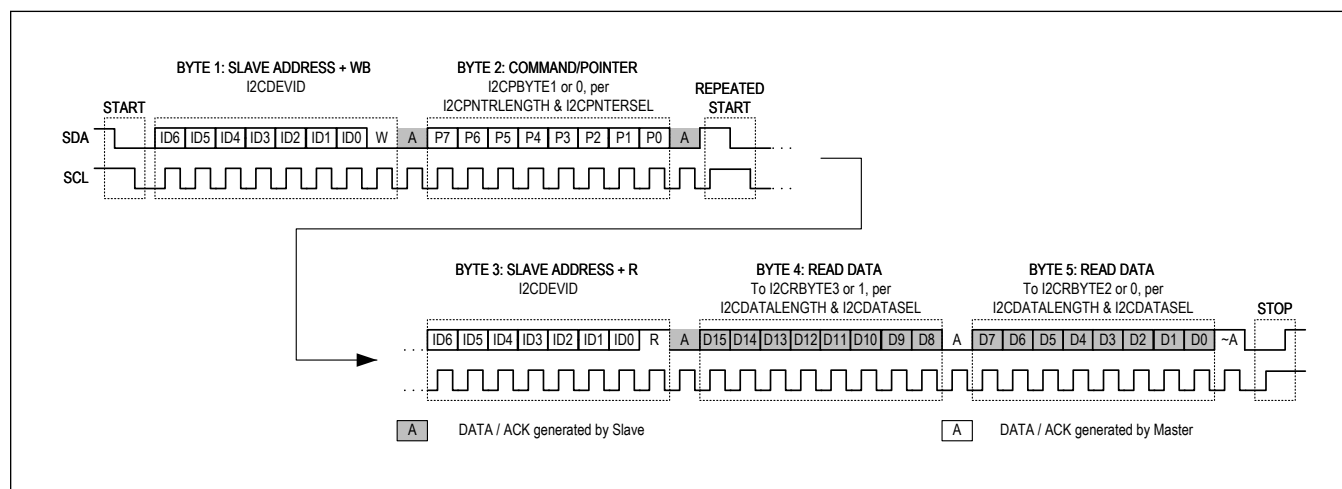 BYTE 1: SLAVE ADDRESS + WB
I2CDEVID
BYTE 2: COMMAND/POINTER
I2CPBYTE1 or 0, per
I2CPNTRLENGTH & I2CPNTERSEL
START
REPEATED
START
SDA
ID6 ID5 ID4 ID3 ID2 ID1 ID0 W A P7 P6 P5 P4 P3 P2 P1 P0 A
. . .
SCL
. . .
BYTE 3: SLAVE ADDRESS + R
I2CDEVID
BYTE 4: READ DATA
To I2CRBYTE3 or 1, per
I2CDATALENGTH & I2CDATASEL
BYTE 5: READ DATA
To I2CRBYTE2 or 0, per
I2CDATALENGTH & I2CDATASEL
STOP
. . . ID6 ID5 ID4 ID3 ID2 ID1 ID0 R A D15 D14 D13 D12 D11 D10 D9 D8 A D7 D6 D5 D4 D3 D2 D1 D0 ~A
. . .
A DATA / ACK generated by Slave
A DATA / ACK generated by Master